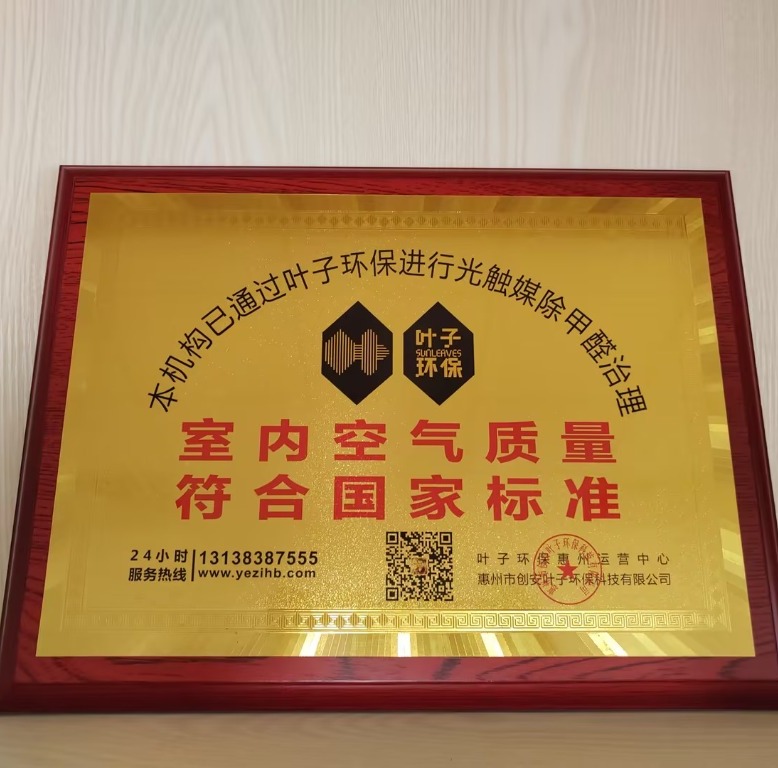 本机构已通过叶子环保进行光触媒除甲醛治理
叶子
SUNLEAVES
环保
室内空气质量
符合国家标准
24小时
服务热线
13138387555
www.yezihb.com
叶子环保惠州运营中心
惠州市创安叶子环保科技有限公司